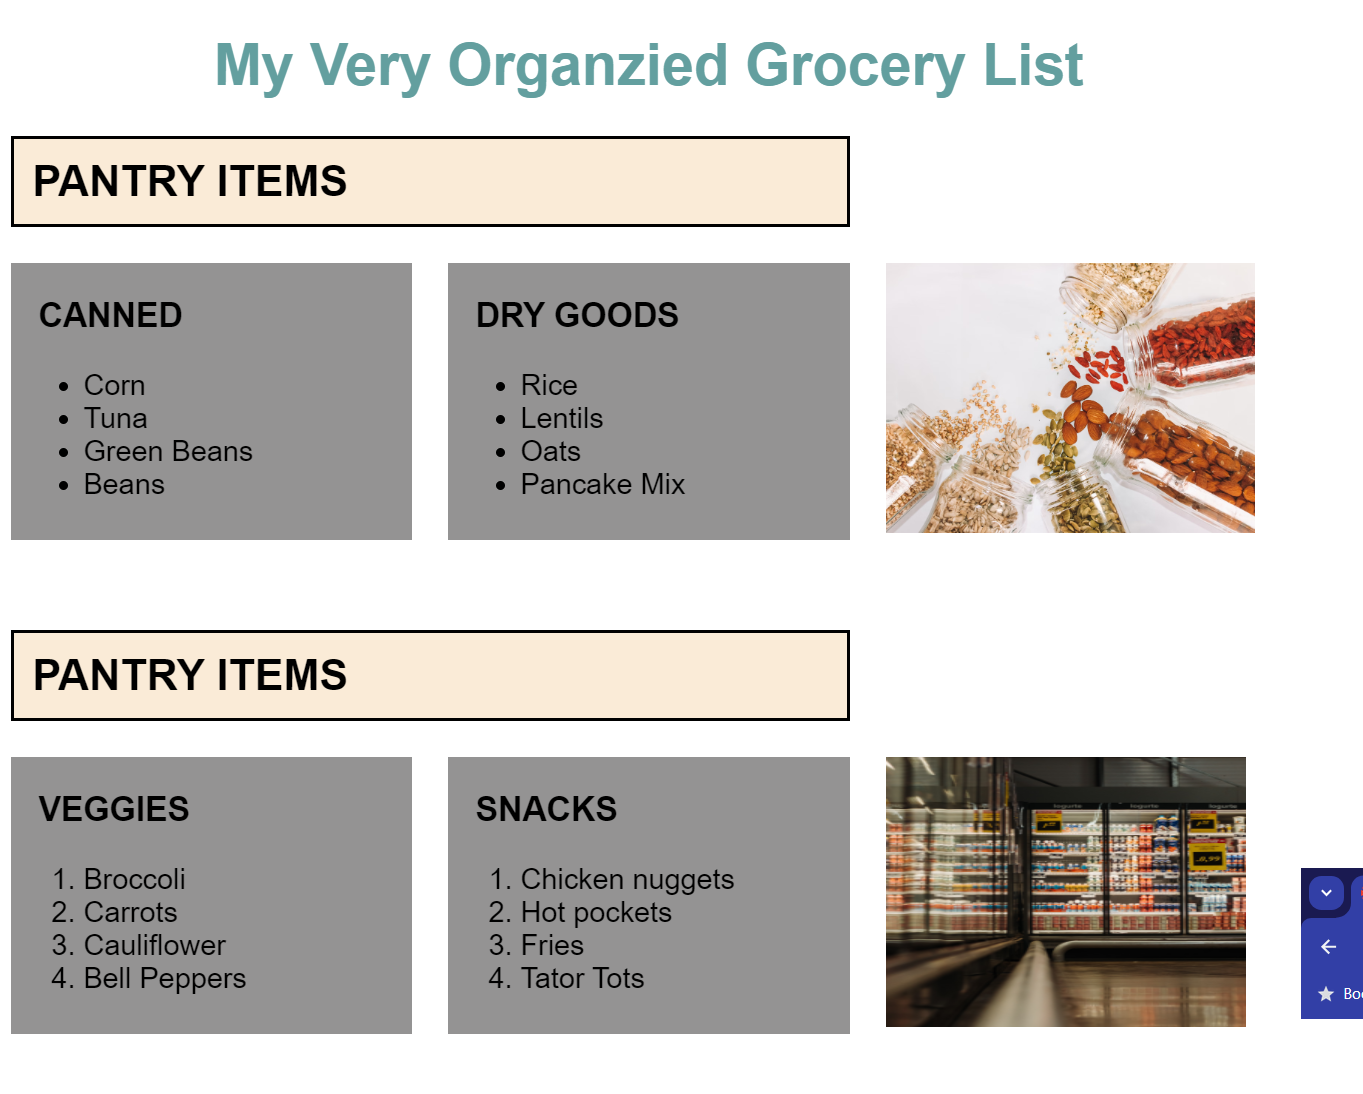 My Very Organzied Grocery List
PANTRY ITEMS
CANNED
• Corn
• Tuna
• Green Beans
• Beans
DRY GOODS
• Rice
• Lentils
• Oats
• Pancake Mix
PANTRY ITEMS
VEGGIES
1. Broccoli
2. Carrots
3. Cauliflower
4. Bell Peppers
SNACKS
1. Chicken nuggets
2. Hot pockets
3. Fries
4. Tator Tots